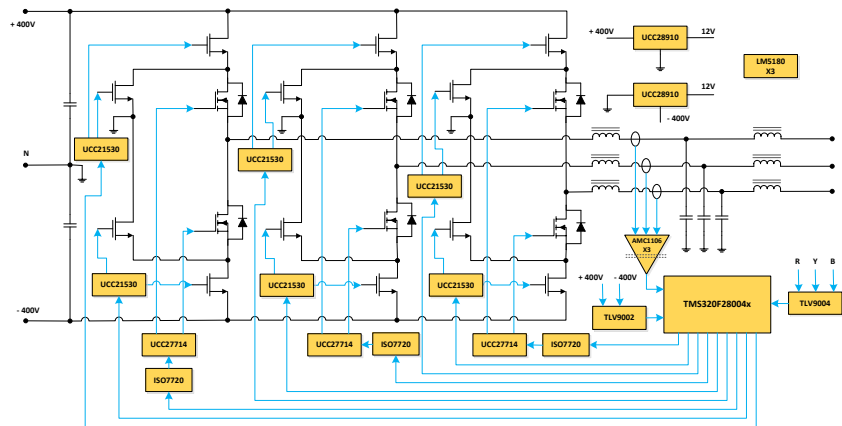 + 400V
+ 400V
UCC28910
12V
LM5180
X3
UCC28910
12V
- 400V
UCC21530
UCC21530
N
UCC21530
AMC1106
X3
R Y B
+ 400V
- 400V
UCC21530
UCC21530
UCC21530
TMS320F28004x
TLV9004
TLV9002
- 400V
UCC27714
UCC27714
ISO7720
UCC27714
ISO7720
ISO7720